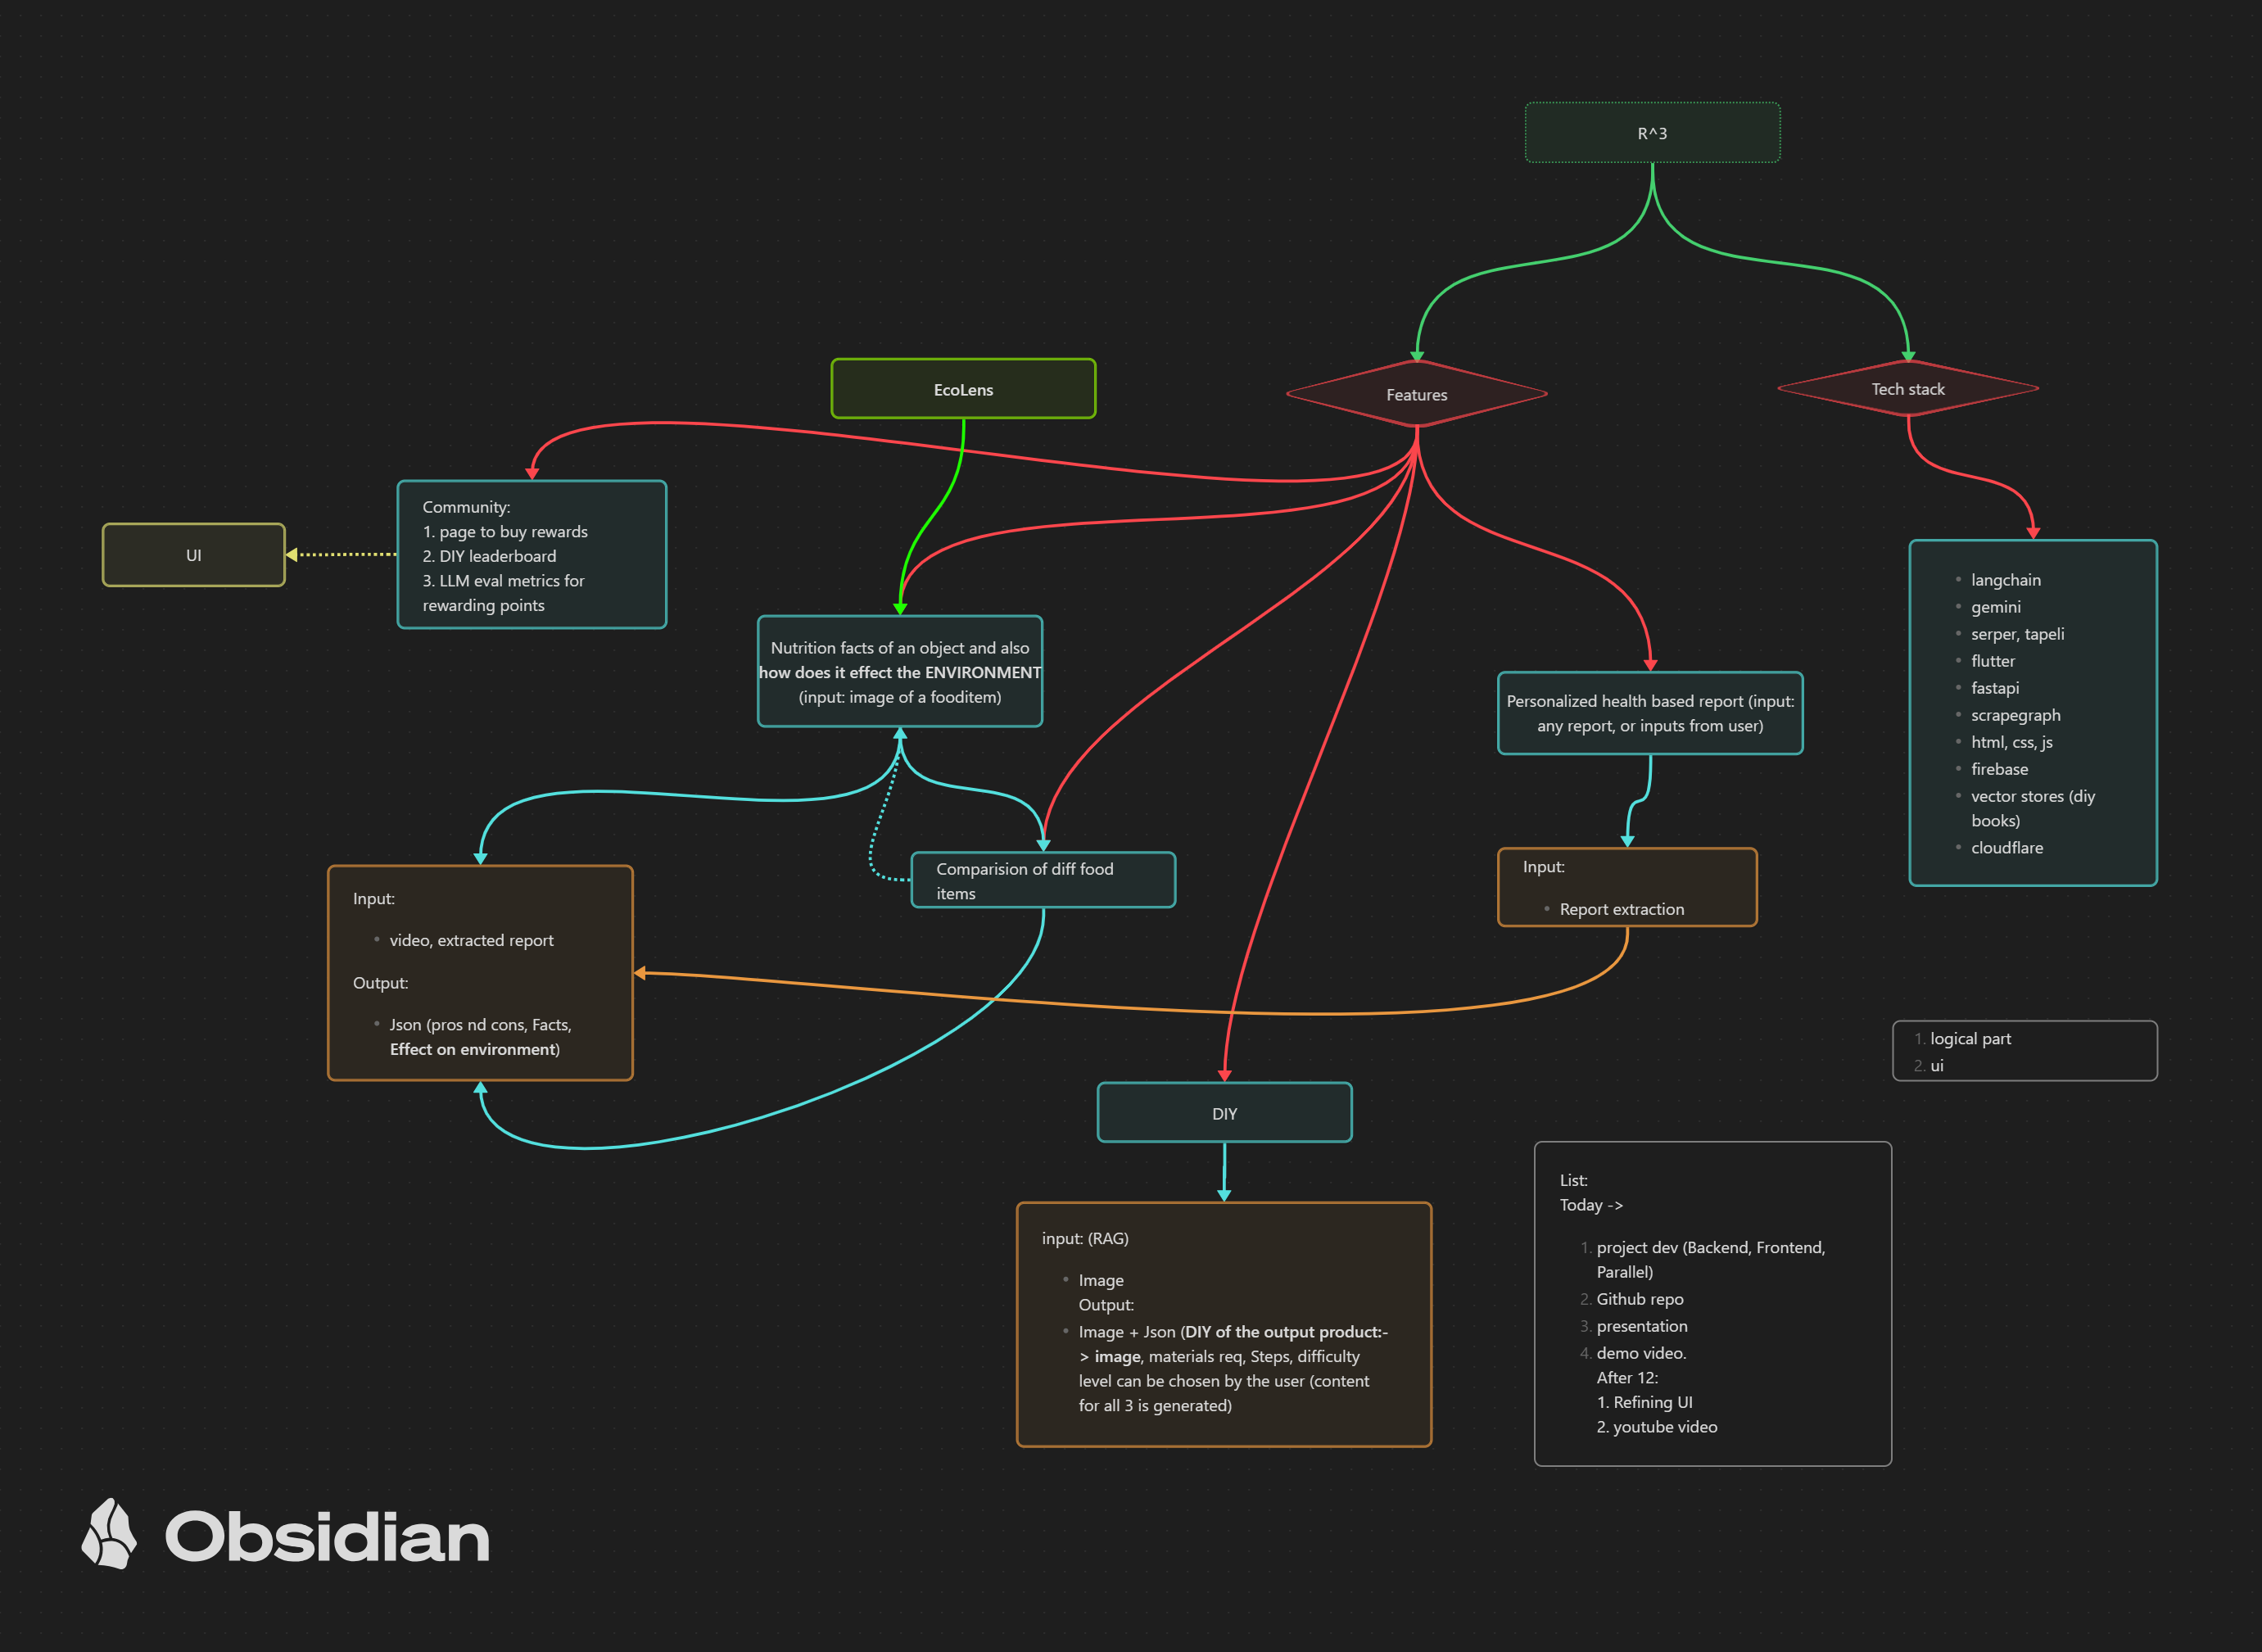 R^3
EcoLens
Features
Tech stack
Community:
1. page to buy rewards
2. DIY leaderboard
3. LLM eval metrics for
rewarding points
UI
Nutrition facts of an object and also
how does it effect the ENVIRONMENT
(input: image of a fooditem)
Personalized health based report (input:
any report, or inputs from user)
• langchain
• gemini
• serper, tapeli
• flutter
• fastapi
• scrapegraph
• html, css, js
• firebase
• vector stores (diy
books)
• cloudflare
Input:
• video, extracted report
Output:
• Json (pros nd cons, Facts,
Effect on environment)
Comparision of diff food
items
Input:
• Report extraction
1. logical part
2. ui
DIY
input: (RAG)
• Image
Output:
• Image + Json (DIY of the output product:-
> image, materials req, Steps, difficulty
level can be chosen by the user (content
for all 3 is generated)
List:
Today ->
1. project dev (Backend, Frontend,
Parallel)
2. Github repo
3. presentation
4. demo video.
After 12:
1. Refining UI
2. youtube video
Obsidian